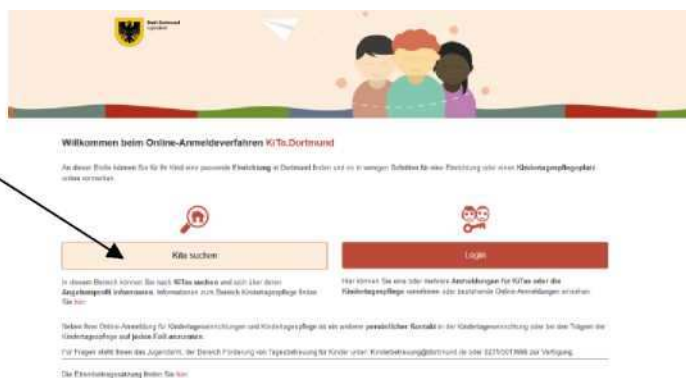 Stadt Dortmund
Jugendamt
Willkommen beim Online-Anmeldeverfahren KiTa.Dortmund
An dieser Stelle können Sie für Ihr Kind eine passende Einrichtung in Dortmund finden und es in wenigen Schritten für eine Einrichtung oder einen Kindertagespflegeplatz
online vormerken.
Kita suchen
Login
In diesem Bereich können Sie nach KiTas suchen und sich über deren
Angebotsprofil informieren. Informationen zum Bereich Kindertagespflege finden
Sie hier.
Hier können Sie eine oder mehrere Anmeldungen für KiTas oder die
Kindertagespflege vornehmen oder bestehende Online-Anmeldungen einsehen.
Neben Ihrer Online-Anmeldung für Kindertageseinrichtungen und Kindertagespflege ist ein weiterer persönlicher Kontakt in der Kindertageseinrichtung oder bei den Trägern der
Kindertagespflege auf jeden Fall
Für Fragen steht Ihnen das Jugendamt, der Bereich Förderung von Tagesbetreuung für Kinder unter: Kinderbetreuung@dortmund.de oder zur Verfügung.
Die Elternbeitragssatzung finden Sie hier.